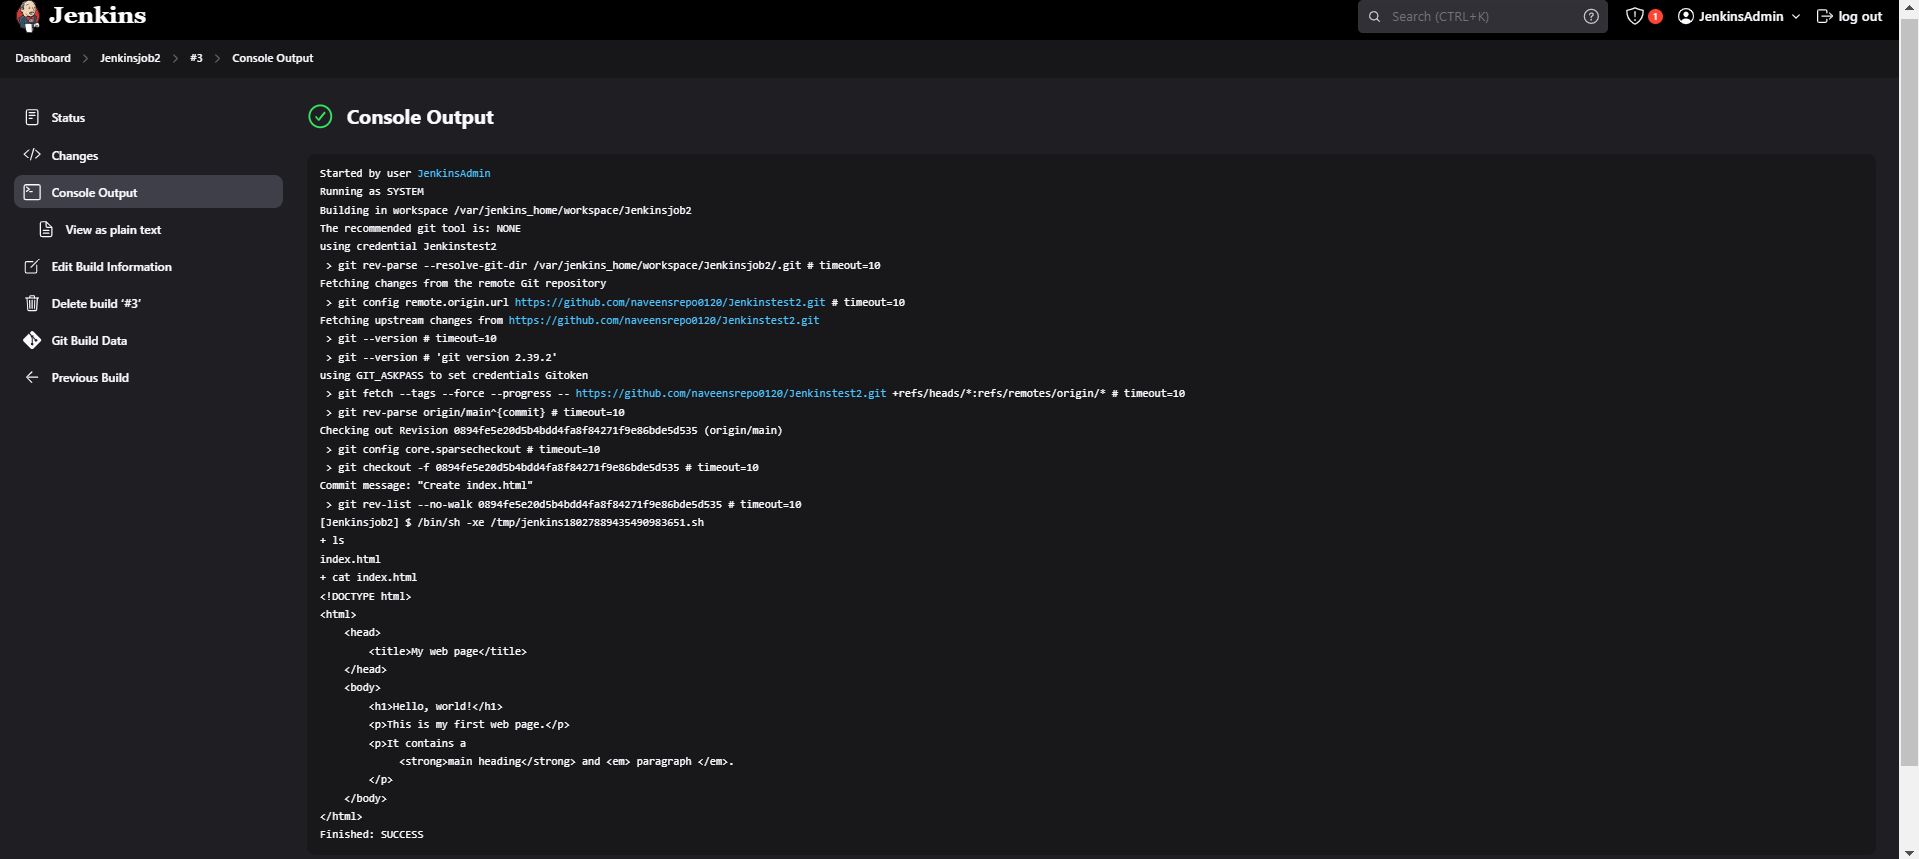 Jenkins
Search (CTRL+K)
1
JenkinsAdmin
log out
Dashboard > Jenkinsjob2 > #3 > Console Output
Status
Changes
Console Output
View as plain text
Edit Build Information
Delete build ‘#3’
Git Build Data
Previous Build
Console Output
Started by user JenkinsAdmin
Running as SYSTEM
Building in workspace /var/jenkins_home/workspace/Jenkinsjob2
The recommended git tool is: NONE
using credential Jenkinstest2
 > git rev-parse --resolve-git-dir /var/jenkins_home/workspace/Jenkinsjob2/.git # timeout=10
Fetching changes from the remote Git repository
 > git config remote.origin.url https://github.com/naveensrepo0120/Jenkinstest2.git # timeout=10
Fetching upstream changes from https://github.com/naveensrepo0120/Jenkinstest2.git
 > git --version # timeout=10
 > git --version # 'git version 2.39.2'
using GIT_ASKPASS to set credentials Gitoken
 > git fetch --tags --force --progress -- https://github.com/naveensrepo0120/Jenkinstest2.git +refs/heads/*:refs/remotes/origin/* # timeout=10
 > git rev-parse origin/main^{commit} # timeout=10
Checking out Revision 0894fe5e20d5b4bdd4fa8f84271f9e86bde5d535 (origin/main)
 > git config core.sparsecheckout # timeout=10
 > git checkout -f 0894fe5e20d5b4bdd4fa8f84271f9e86bde5d535 # timeout=10
Commit message: "Create index.html"
 > git rev-list --no-walk 0894fe5e20d5b4bdd4fa8f84271f9e86bde5d535 # timeout=10
[Jenkinsjob2] $ /bin/sh -xe /tmp/jenkins18027889435490983651.sh
+ ls
index.html
+ cat index.html
<!DOCTYPE html>
<html>
    <head>
        <title>My web page</title>
    </head>
    <body>
        <h1>Hello, world!</h1>
        <p>This is my first web page.</p>
        <p>It contains a
             <strong>main heading</strong> and <em> paragraph </em>.
        </p>
    </body>
</html>
Finished: SUCCESS